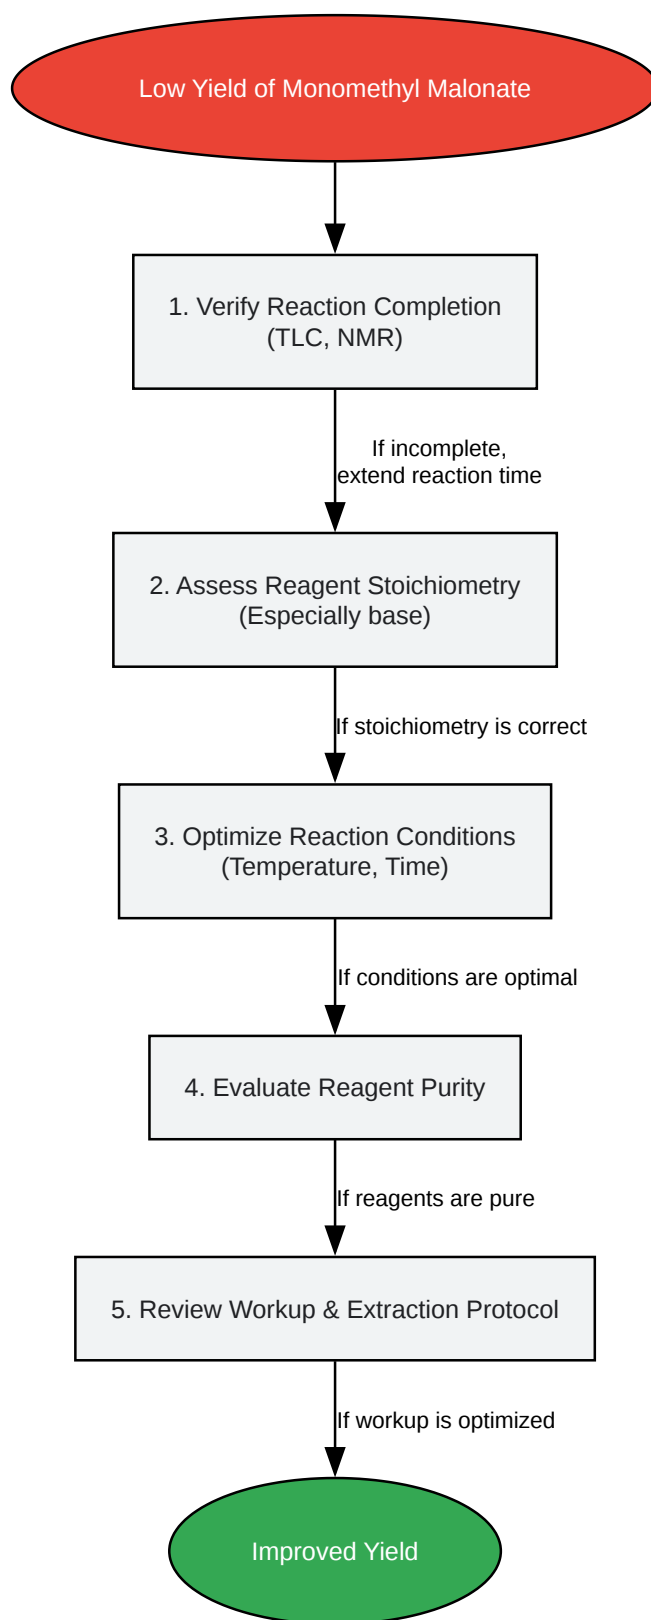 Low Yield of Monomethyl Malonate
1. Verify Reaction Completion
(TLC, NMR)
If incomplete,
extend reaction time
2. Assess Reagent Stoichiometry
(Especially base)
If stoichiometry is correct
3. Optimize Reaction Conditions
(Temperature, Time)
If conditions are optimal
4. Evaluate Reagent Purity
If reagents are pure
5. Review Workup & Extraction Protocol
If workup is optimized
Improved Yield